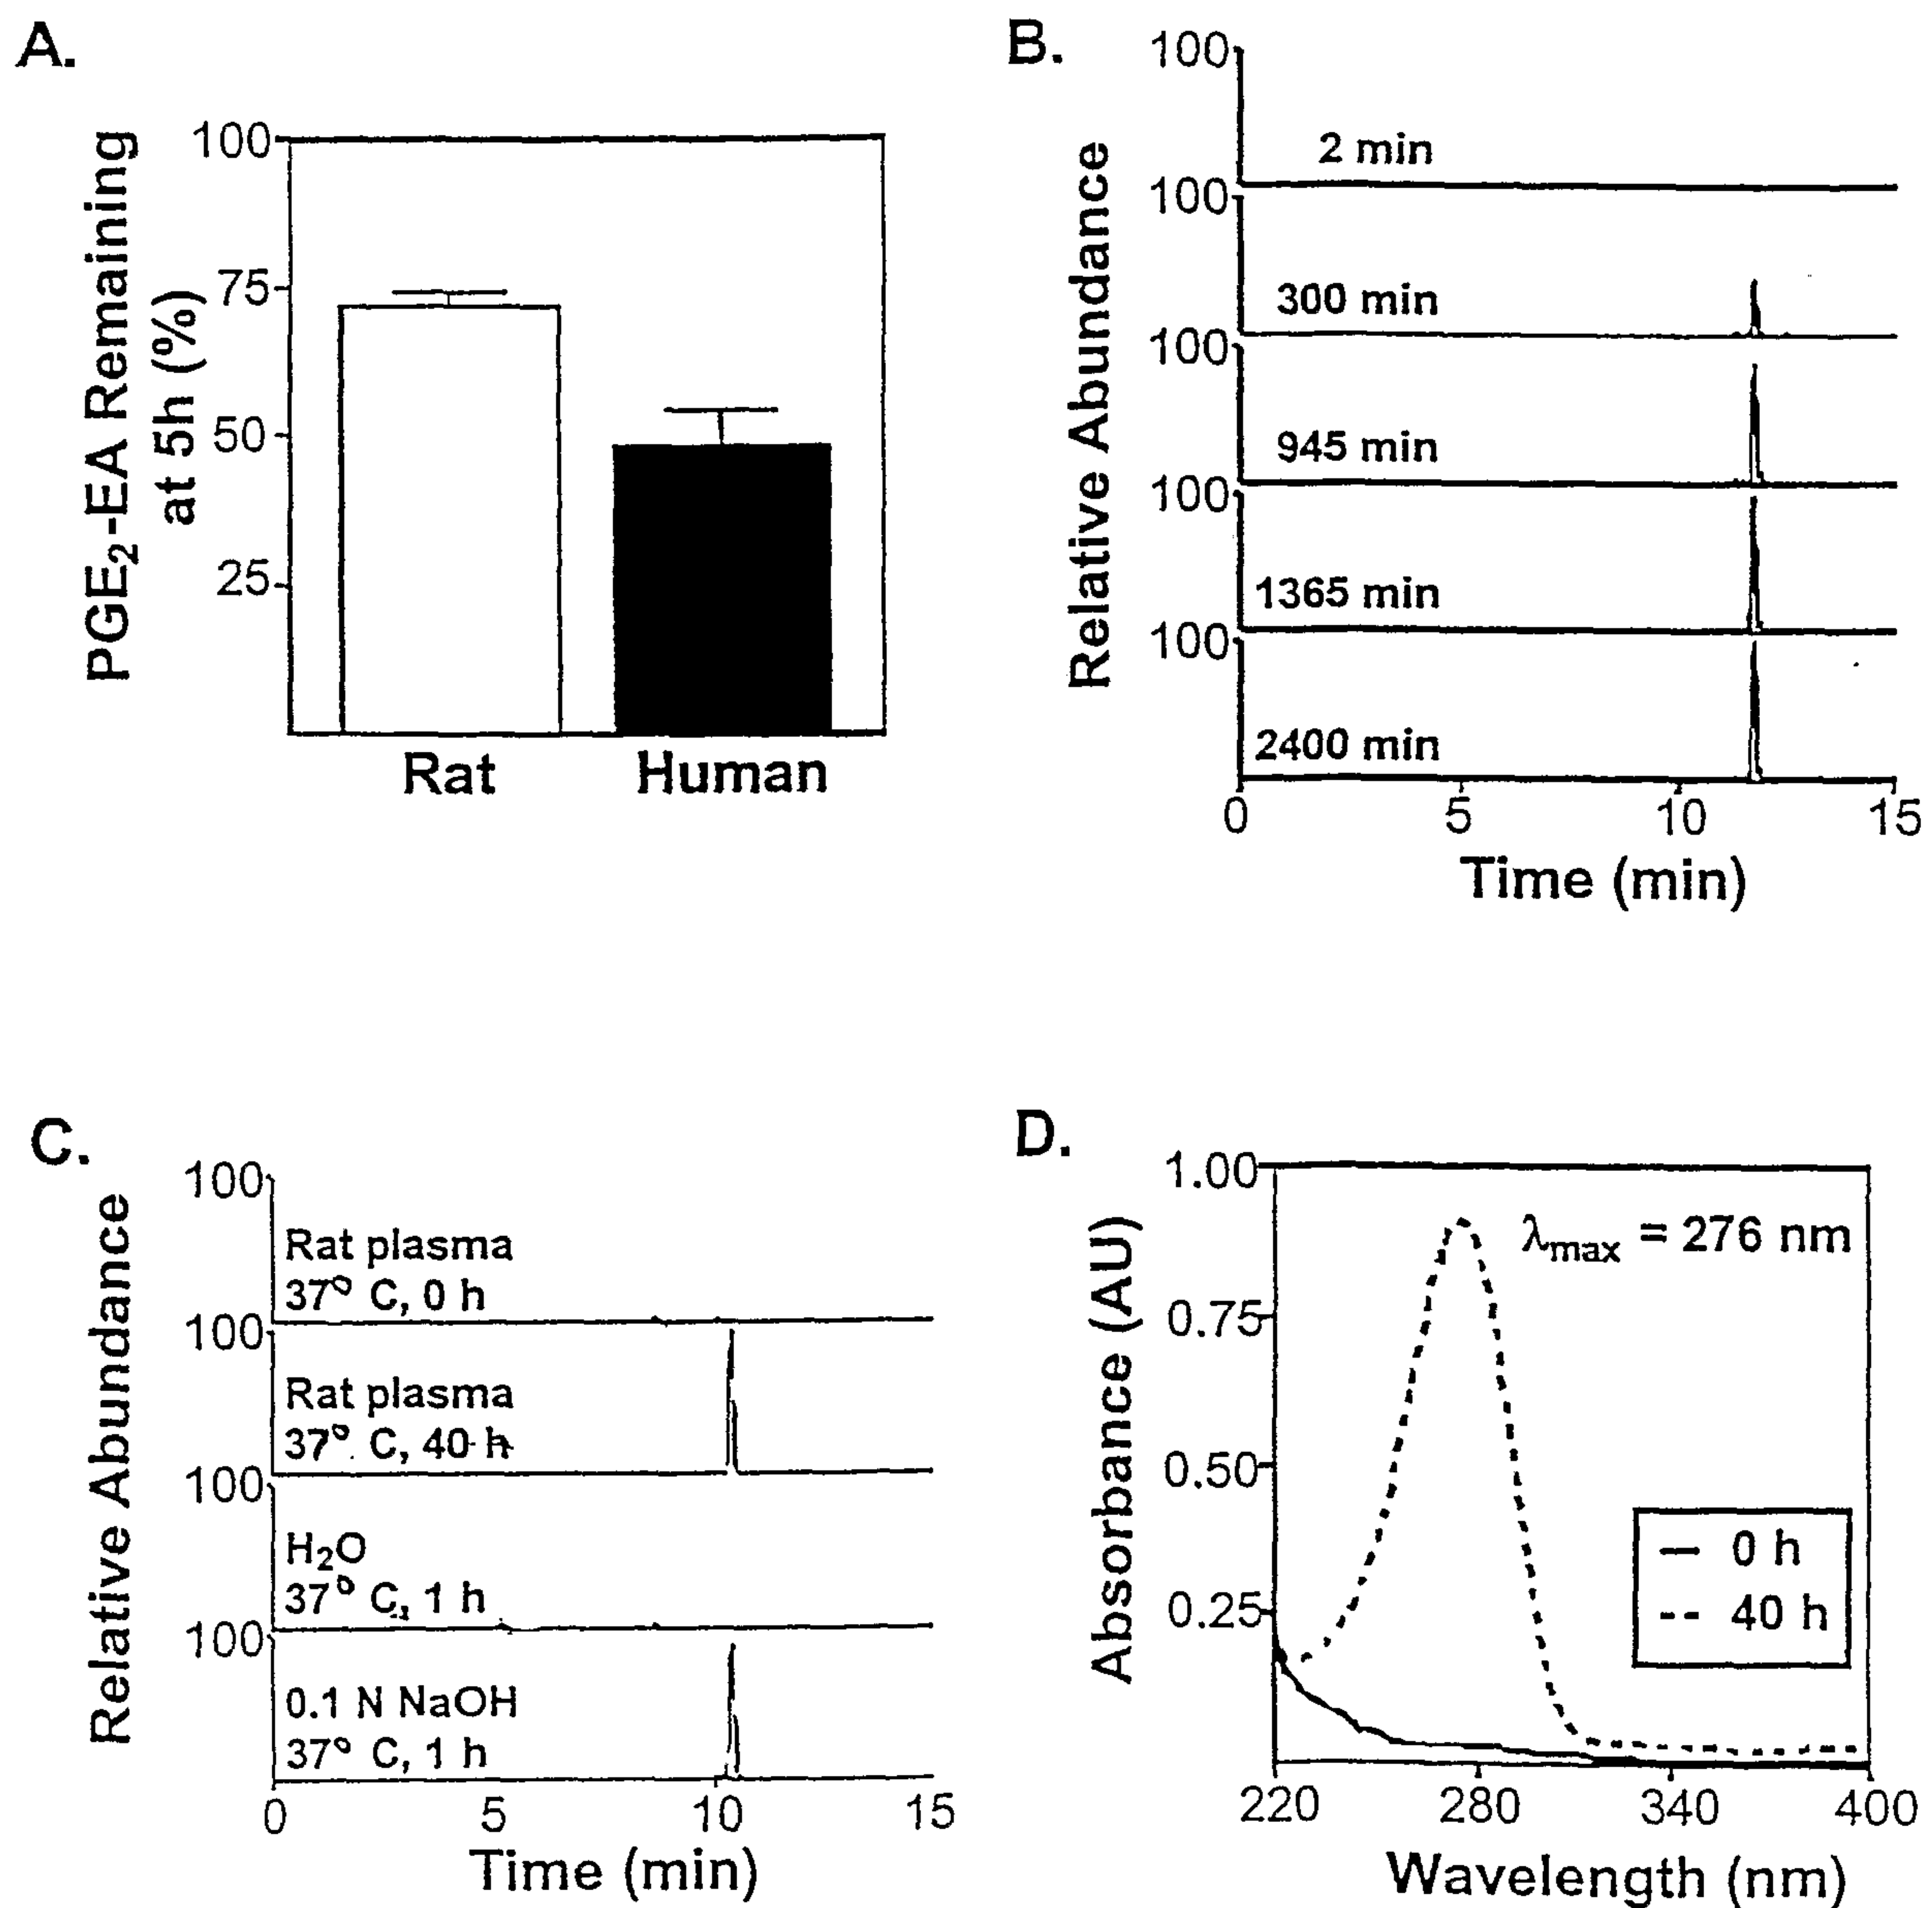 A.
PGE₂-EA Remaining
at 5h (%)
100
75
50
25
Rat
Human
B.
Relative Abundance
100
2 min
100
300 min
100
945 min
100
1365 min
100
2400 min
0
5
10
15
Time (min)
C.
Relative Abundance
100
Rat plasma
37° C, 0 h
100
Rat plasma
37° C, 40 h
100
H₂O
37° C, 1 h
100
0.1 N NaOH
37° C, 1 h
0
5
10
15
Time (min)
D.
Absorbance (AU)
1.00
0.75
0.50
0.25
λmax = 276 nm
0 h
40 h
220
280
340
400
Wavelength (nm)